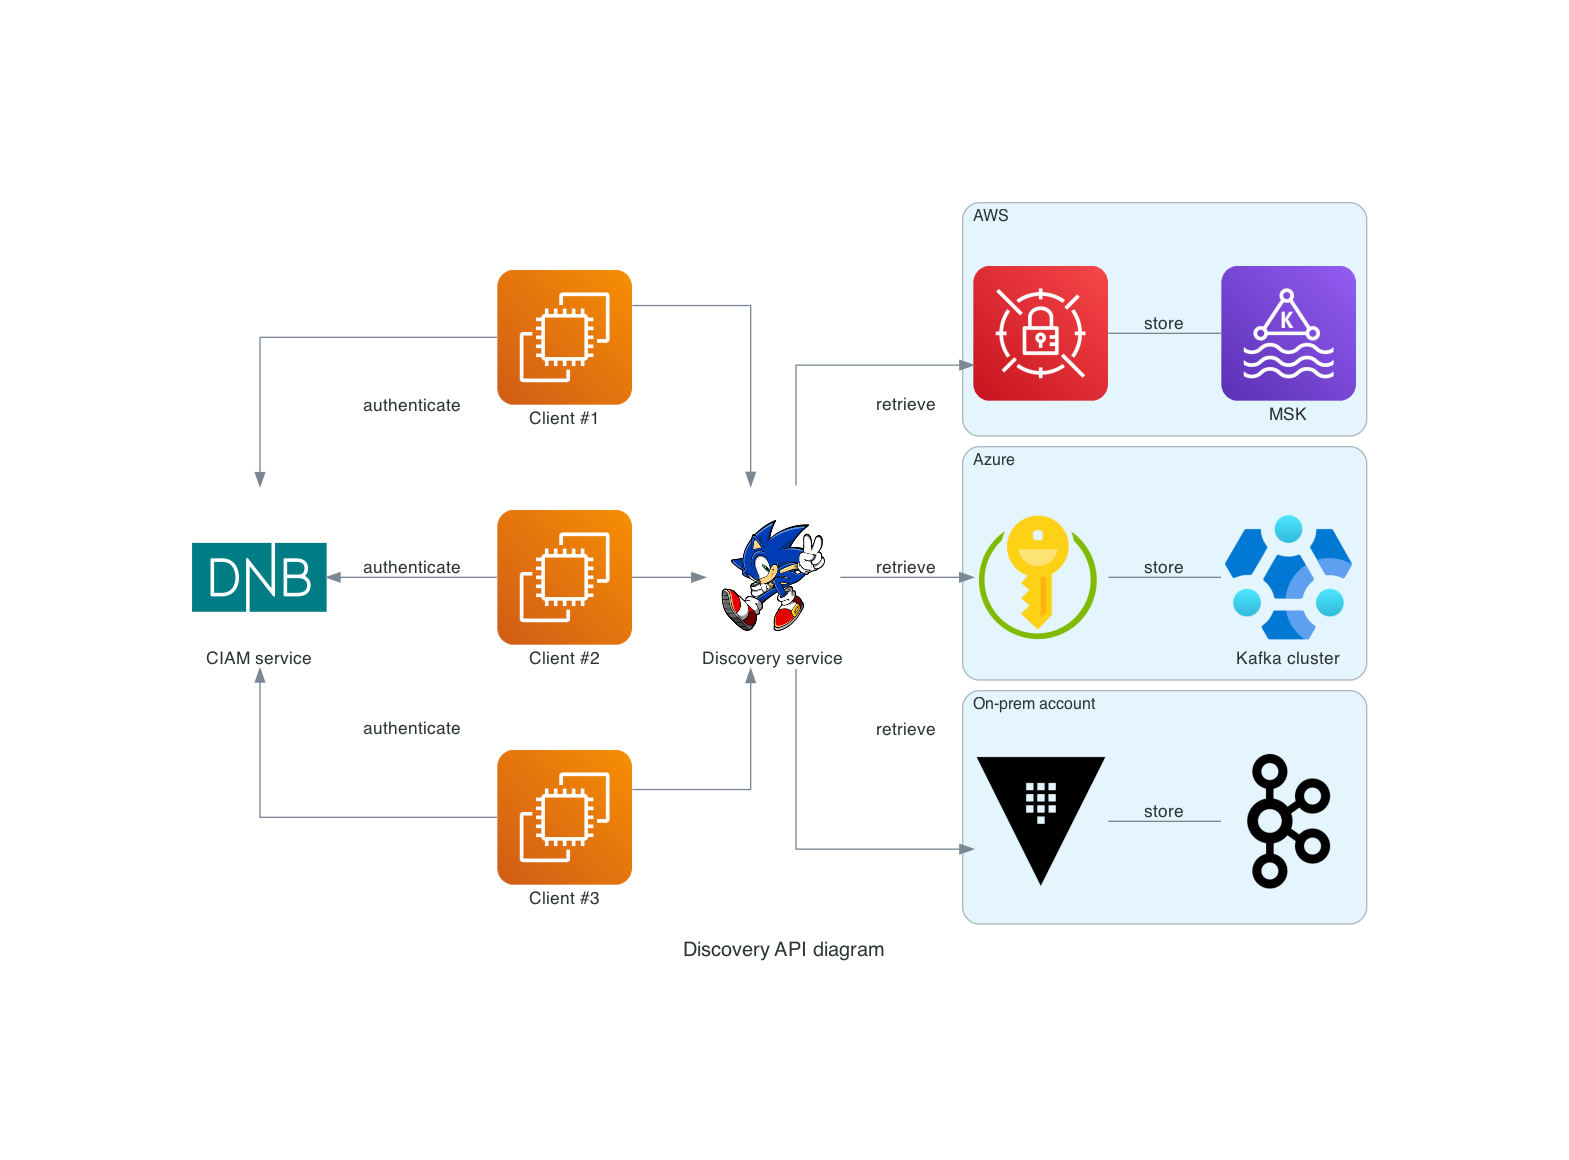 AWS
Client #1
authenticate
store
K
MSK
retrieve
Azure
DNB
CIAM service
authenticate
Client #2
Discovery service
retrieve
store
Kafka cluster
authenticate
Client #3
retrieve
On-prem account
store
Discovery API diagram